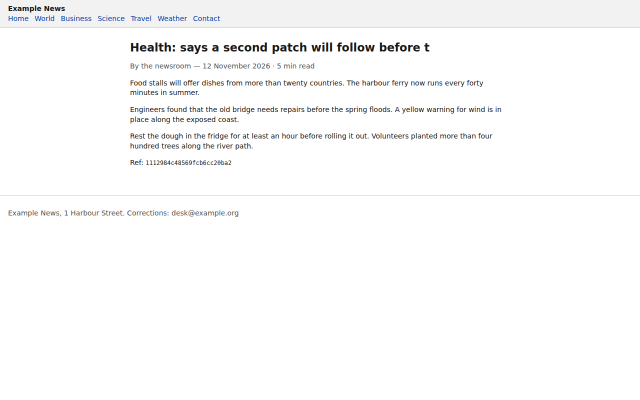 Example News
Home World Business Science Travel Weather Contact
Health: says a second patch will follow before t
By the newsroom — 12 November 2026 · 5 min read
Food stalls will offer dishes from more than twenty countries. The harbour ferry now runs every forty
minutes in summer.
Engineers found that the old bridge needs repairs before the spring floods. A yellow warning for wind is in
place along the exposed coast.
Rest the dough in the fridge for at least an hour before rolling it out. Volunteers planted more than four
hundred trees along the river path.
Ref: 1112984c48569fcb6cc20ba2
Example News, 1 Harbour Street. Corrections: desk@example.org